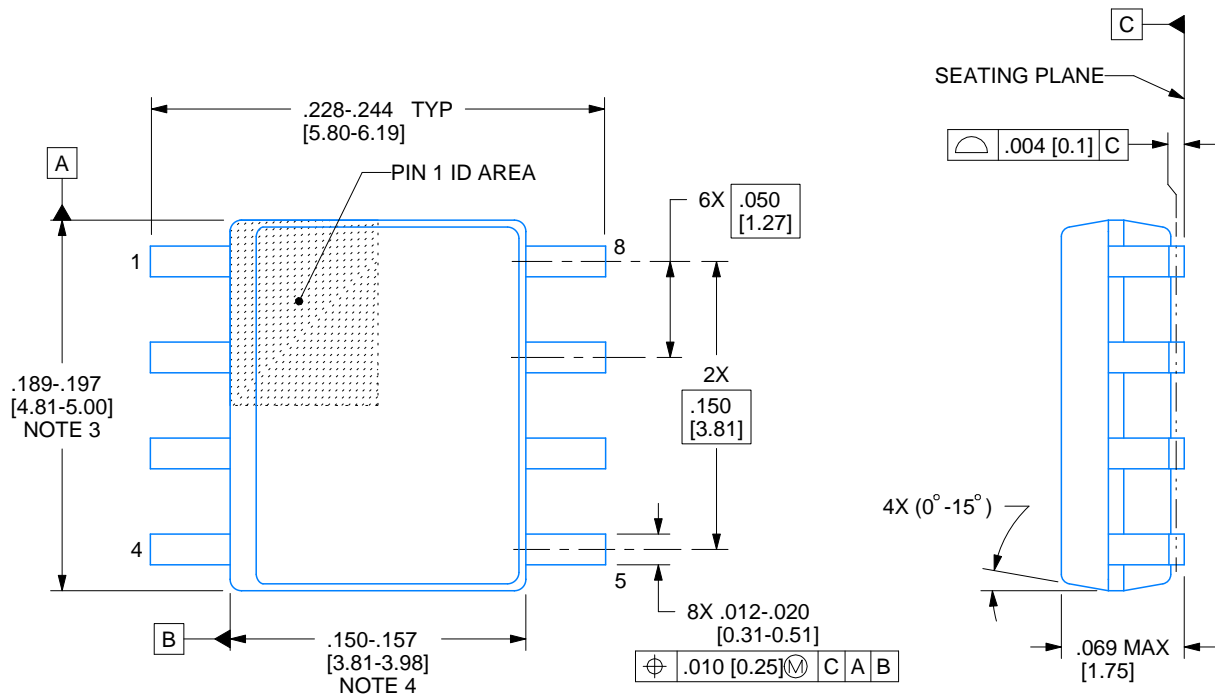 C
SEATING PLANE
.004 [0.1] C
.228-.244 TYP
[5.80-6.19]
A
PIN 1 ID AREA
6X .050
[1.27]
1
8
2X
.150
[3.81]
.189-.197
[4.81-5.00]
NOTE 3
4X (0°-15°)
4
5
8X .012-.020
[0.31-0.51]
.010 [0.25]Ⓜ C A B
B
.150-.157
[3.81-3.98]
NOTE 4
.069 MAX
[1.75]